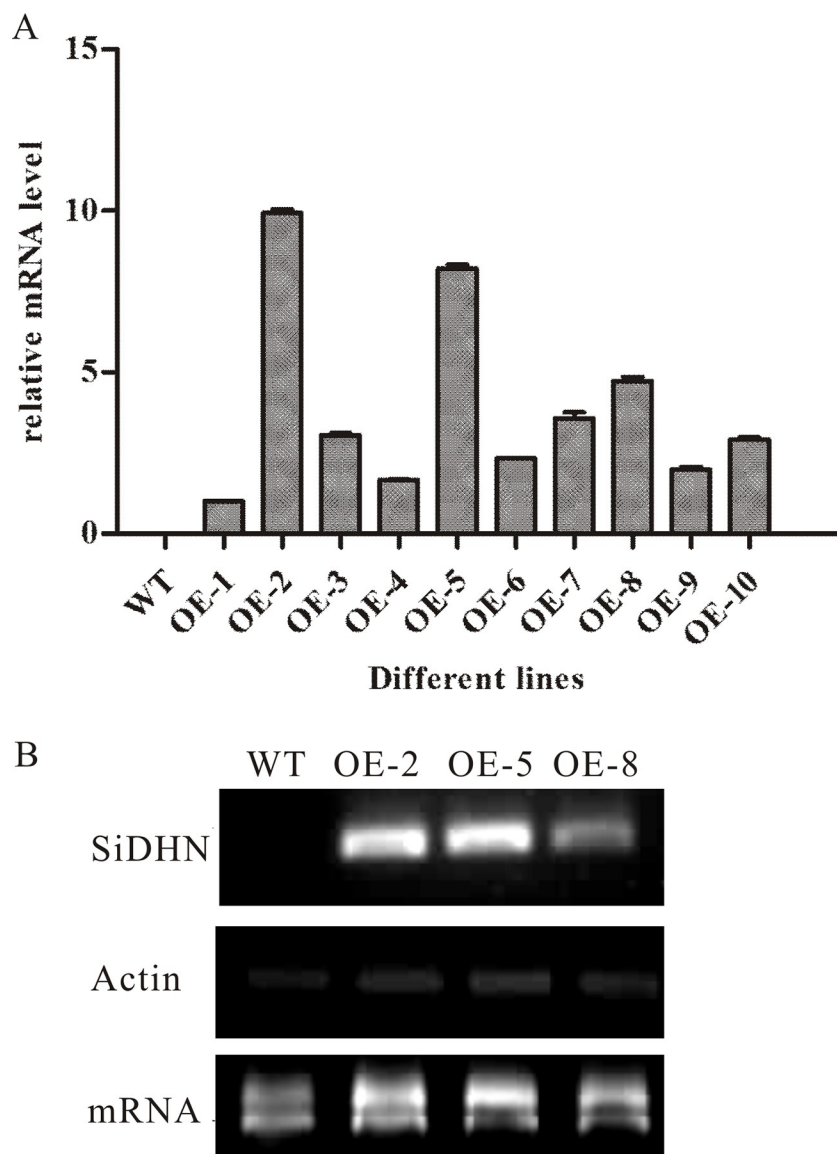 A
relative mRNA level
15
10
5
0
WT
OE-1
OE-2
OE-3
OE-4
OE-5
OE-6
OE-7
OE-8
OE-9
OE-10
Different lines
B
WT OE-2 OE-5 OE-8
SiDHN
Actin
mRNA